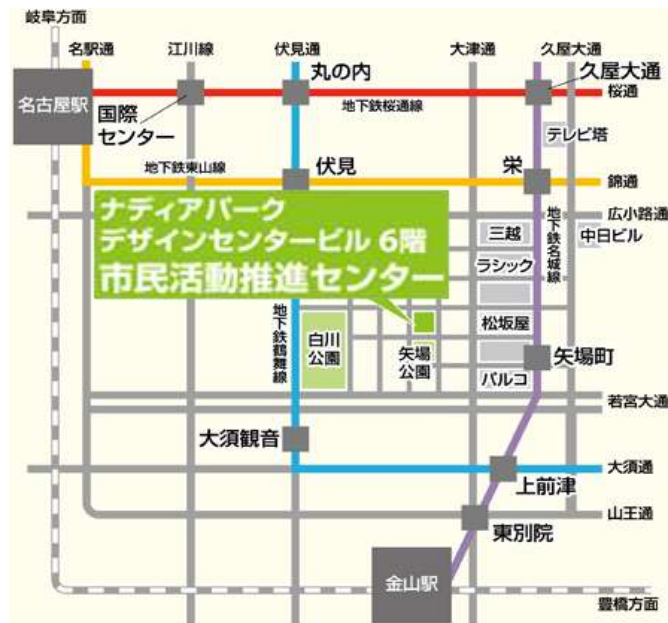 岐阜方面
名駅通
江川線
伏見通
大津通
久屋大通
丸の内
久屋大通
名古屋駅
桜通
国際
センター
地下鉄桜通線
テレビ塔
地下鉄東山線
伏見
栄
錦通
ナディアパーク
デザインセンタービル 6階
市民活動推進センター
広小路通
三越
中日ビル
地下鉄名城線
ラシック
地下鉄鶴舞線
白川
公園
松坂屋
矢場
公園
矢場町
パルコ
若宮大通
大須観音
大須通
上前津
山王通
東別院
金山駅
豊橋方面